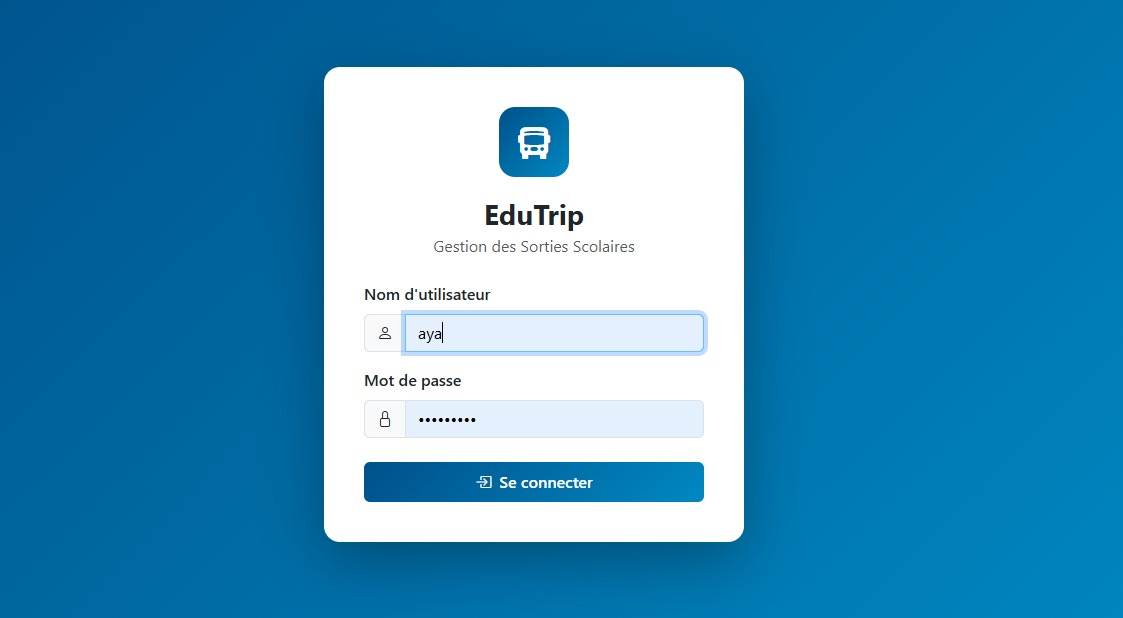 EduTrip
Gestion des Sorties Scolaires
Nom d'utilisateur
aya
Mot de passe
•••••••••
Se connecter